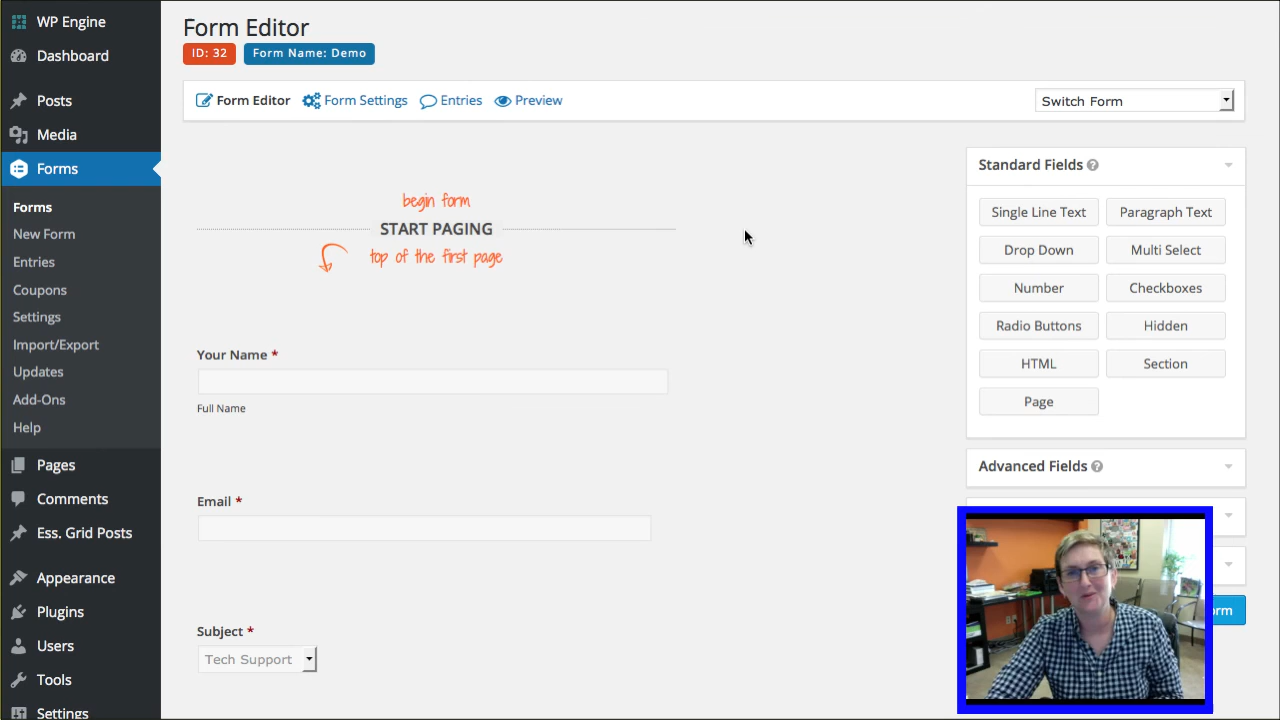 WP Engine
Dashboard
Posts
Media
Forms
Forms
New Form
Entries
Coupons
Settings
Import/Export
Updates
Add-Ons
Help
Pages
Comments
Ess. Grid Posts
Appearance
Plugins
Users
Tools
Settings
Form Editor
ID: 32 Form Name: Demo
Form Editor Form Settings Entries Preview Switch Form
begin form
START PAGING
top of the first page
Your Name *
Full Name
Email *
Subject *
Tech Support
Standard Fields ?
Single Line Text Paragraph Text
Drop Down Multi Select
Number Checkboxes
Radio Buttons Hidden
HTML Section
Page
Advanced Fields ?
orm